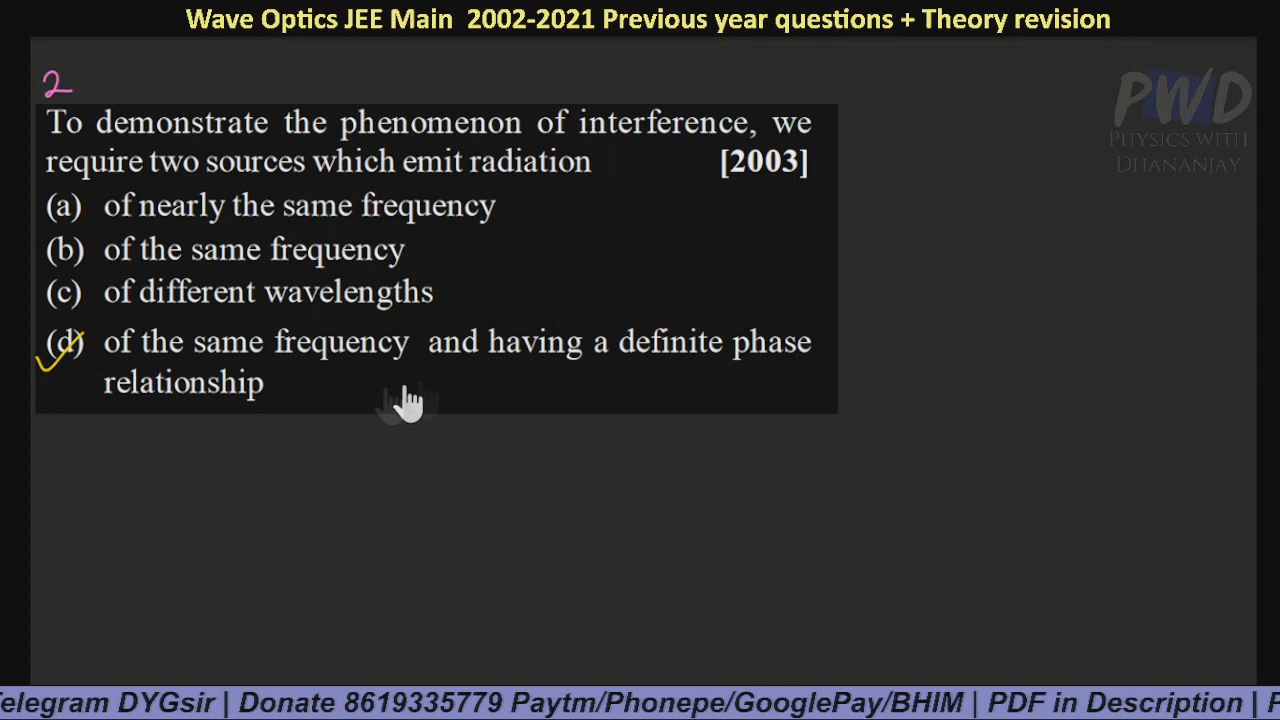 Wave Optics JEE Main 2002-2021 Previous year questions + Theory revision
PWD
PHYSICS WITH
DHANANJAY
2
To demonstrate the phenomenon of interference, we
require two sources which emit radiation [2003]
(a) of nearly the same frequency
(b) of the same frequency
(c) of different wavelengths
(d) of the same frequency and having a definite phase
relationship
elegram DYGsir | Donate 8619335779 Paytm/Phonepe/GooglePay/BHIM | PDF in Description |